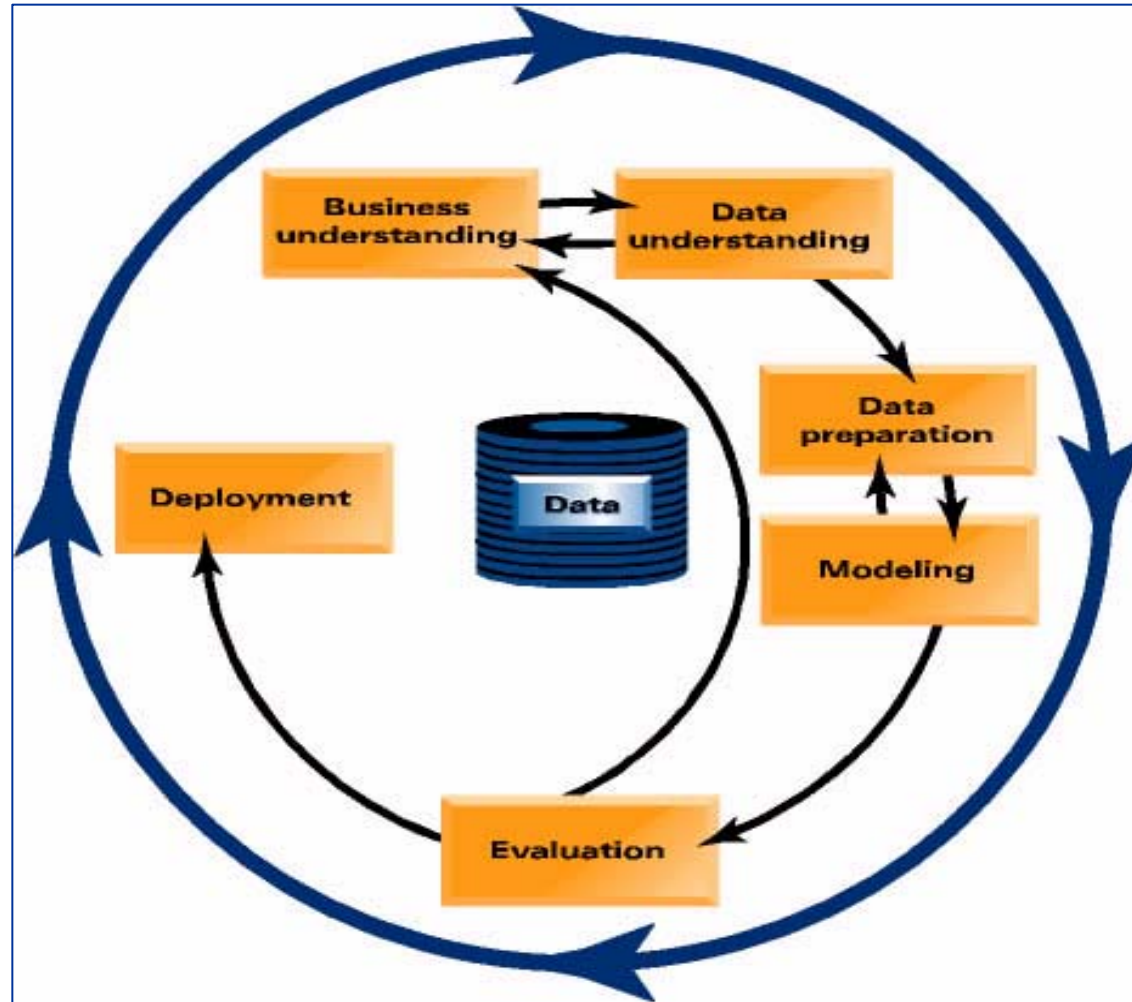 Business
understanding
Data
understanding
Data
preparation
Modeling
Evaluation
Deployment
Data